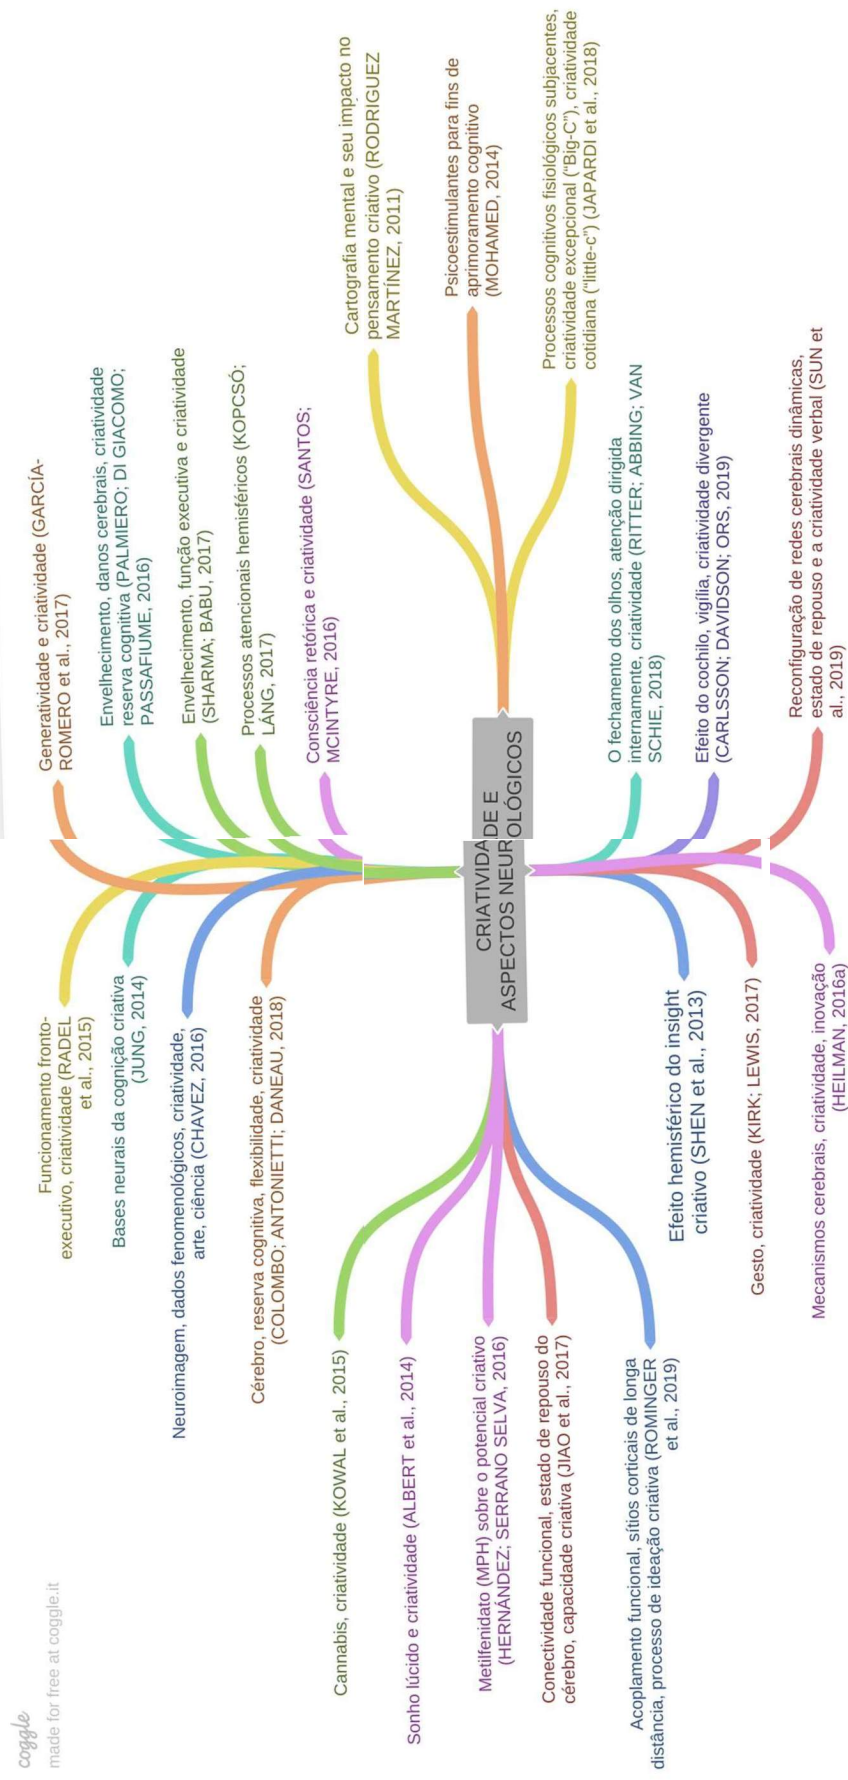 coggle
made for free at coggle.it
Funcionamento fronto-
executivo, criatividade (RADEL
et al., 2015)
Bases neurais da cognição criativa
(JUNG, 2014)
Neuroimagem, dados fenomenológicos, criatividade,
arte, ciência (CHAVEZ, 2016)
Cérebro, reserva cognitiva, flexibilidade, criatividade
(COLOMBO; ANTONIETTI; DANEAU, 2018)
Cannabis, criatividade (KOWAL et al., 2015)
Sonho lúcido e criatividade (ALBERT et al., 2014)
Metilfenidato (MPH) sobre o potencial criativo
(HERNÁNDEZ; SERRANO SELVA, 2016)
Conectividade funcional, estado de repouso do
cérebro, capacidade criativa (JIAO et al., 2017)
Acoplamento funcional, sítios corticais de longa
distância, processo de ideação criativa (ROMINGER
et al., 2019)
Efeito hemisférico do insight
criativo (SHEN et al., 2013)
Gesto, criatividade (KIRK; LEWIS, 2017)
Mecanismos cerebrais, criatividade, inovação
(HEILMAN, 2016a)
CRIATIVIDADE E
ASPECTOS NEUROLÓGICOS
Generatividade e criatividade (GARCÍA-
ROMERO et al., 2017)
Envelhecimento, danos cerebrais, criatividade
reserva cognitiva (PALMIERO; DI GIACOMO;
PASSAFIUME, 2016)
Envelhecimento, função executiva e criatividade
(SHARMA; BABU, 2017)
Processos atencionais hemisféricos (KOPCSÓ;
LÁNG, 2017)
Consciência retórica e criatividade (SANTOS;
MCINTYRE, 2016)
Cartografia mental e seu impacto no
pensamento criativo (RODRIGUEZ
MARTÍNEZ, 2011)
Psicoestimulantes para fins de
aprimoramento cognitivo
(MOHAMED, 2014)
Processos cognitivos fisiológicos subjacentes,
criatividade excepcional ("Big-C"), criatividade
cotidiana ("little-c") (JAPARDI et al., 2018)
O fechamento dos olhos, atenção dirigida
internamente, criatividade (RITTER; ABBING; VAN
SCHIE, 2018)
Efeito do cochilo, vigília, criatividade divergente
(CARLSSON; DAVIDSON; ORS, 2019)
Reconfiguração de redes cerebrais dinâmicas,
estado de repouso e a criatividade verbal (SUN et
al., 2019)